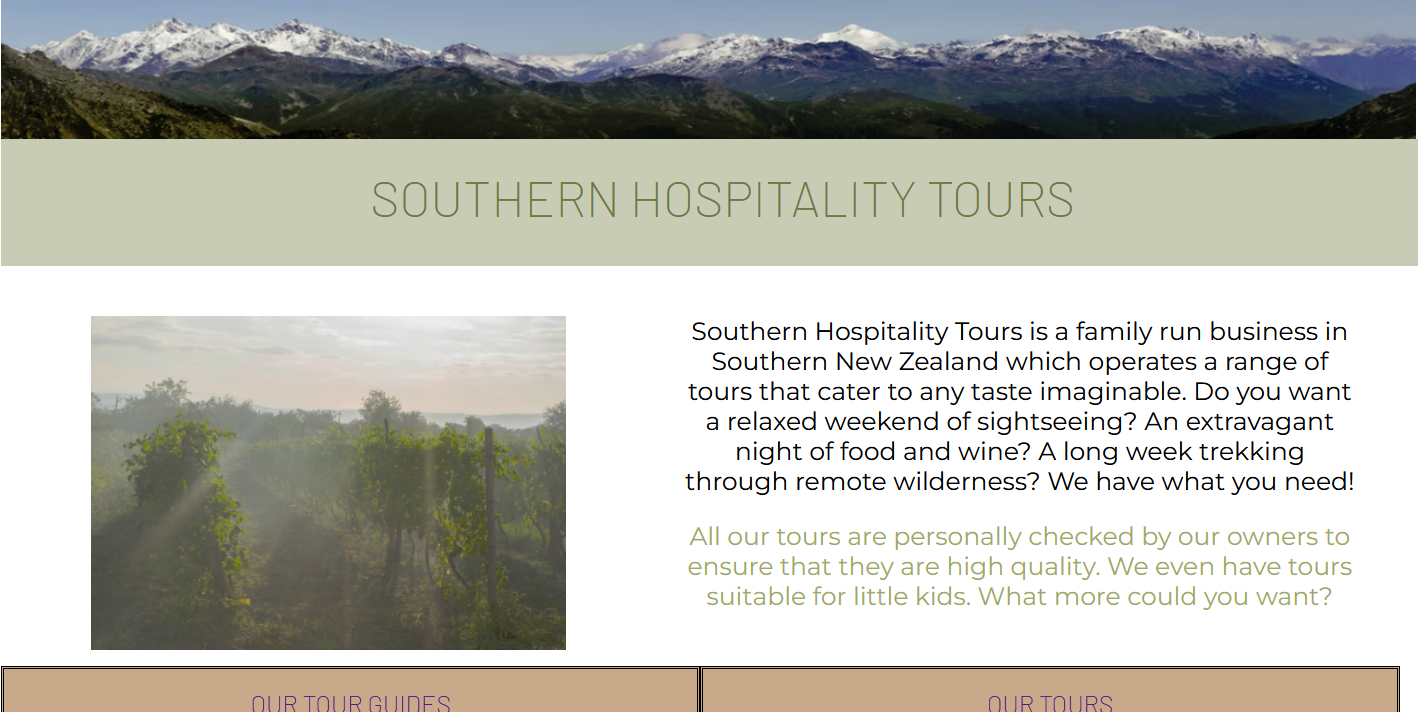 SOUTHERN HOSPITALITY TOURS
Southern Hospitality Tours is a family run business in
Southern New Zealand which operates a range of
tours that cater to any taste imaginable. Do you want
a relaxed weekend of sightseeing? An extravagant
night of food and wine? A long week trekking
through remote wilderness? We have what you need!
All our tours are personally checked by our owners to
ensure that they are high quality. We even have tours
suitable for little kids. What more could you want?
OUR TOUR GUIDES
OUR TOURS